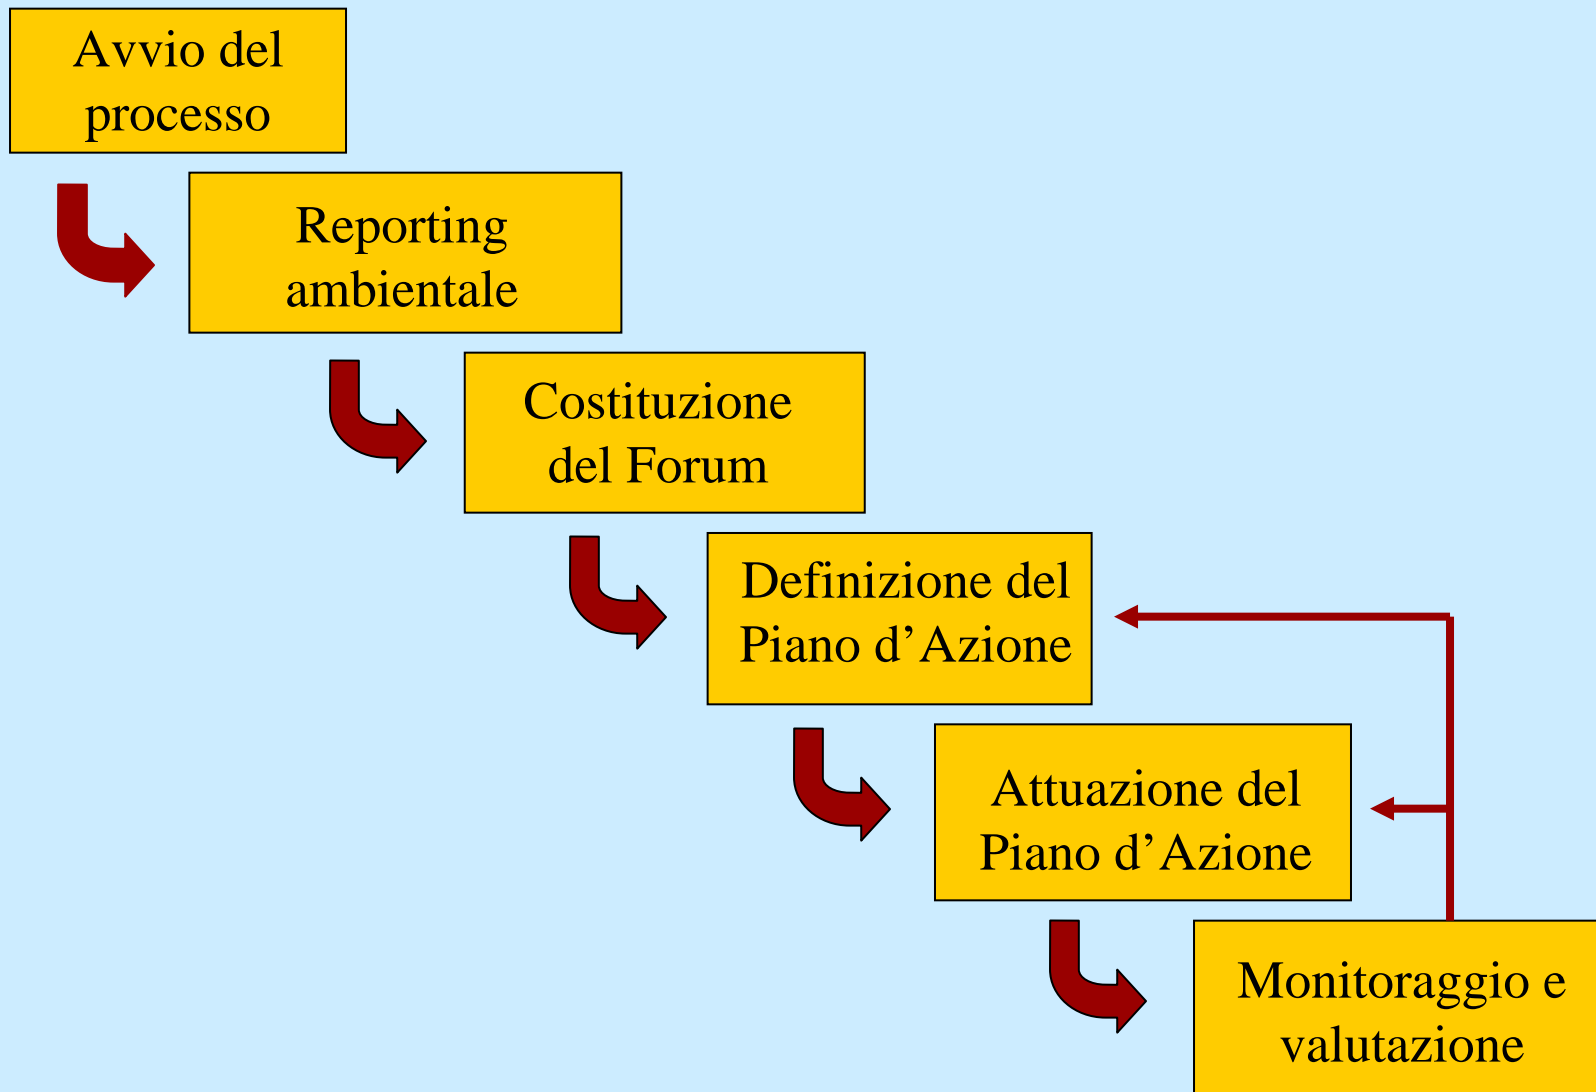 Avvio del
processo
Reporting
ambientale
Costituzione
del Forum
Definizione del
Piano d’Azione
Attuazione del
Piano d’Azione
Monitoraggio e
valutazione